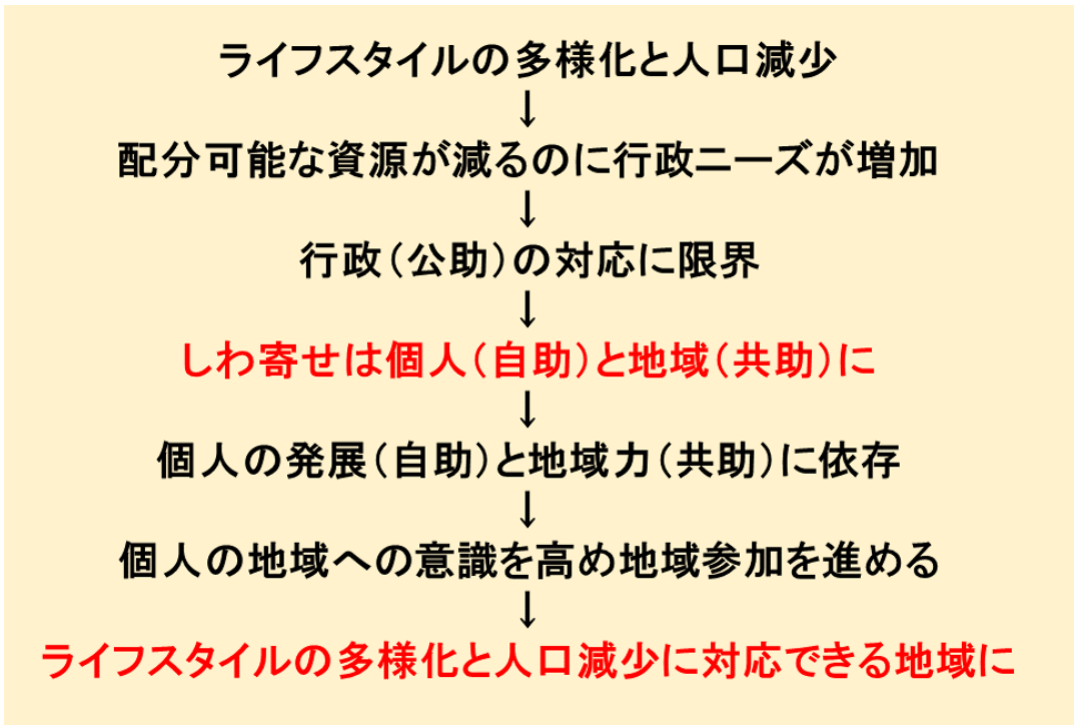 ライフスタイルの多様化と人口減少
↓
配分可能な資源が減るのに行政ニーズが増加
↓
行政(公助)の対応に限界
↓
しわ寄せは個人(自助)と地域(共助)に
↓
個人の発展(自助)と地域力(共助)に依存
↓
個人の地域への意識を高め地域参加を進める
↓
ライフスタイルの多様化と人口減少に対応できる地域に